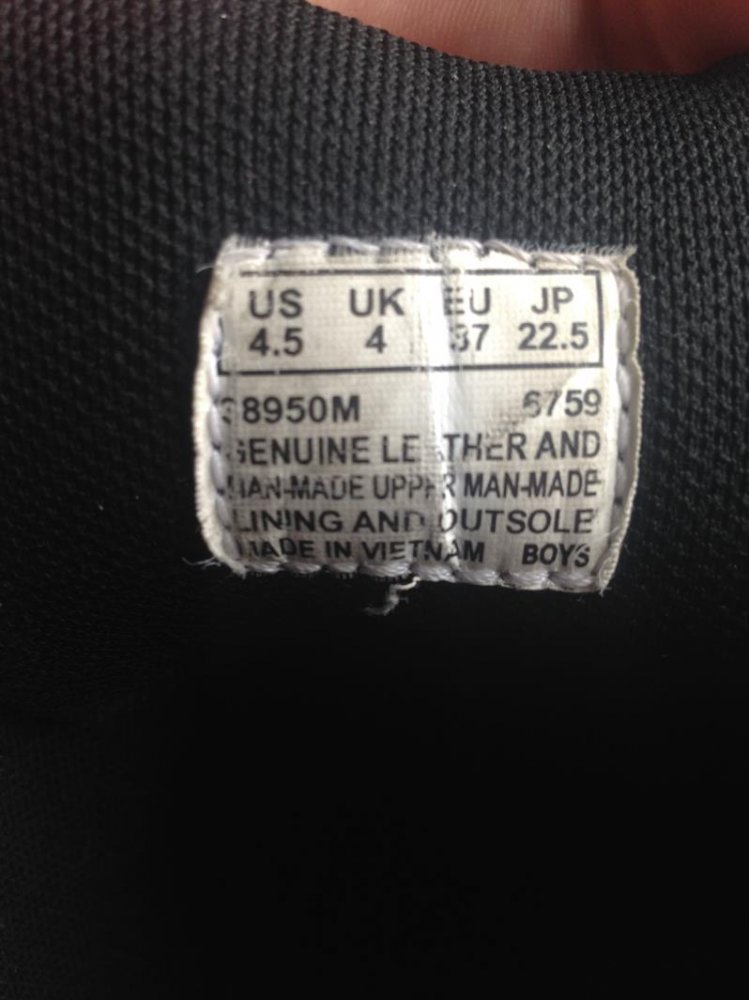 US UK EU JP
4.5 4 37 22.5
38950M 6759
GENUINE LEATHER AND
MAN-MADE UPPER MAN-MADE
LINING AND OUTSOLE
MADE IN VIETNAM BOYS